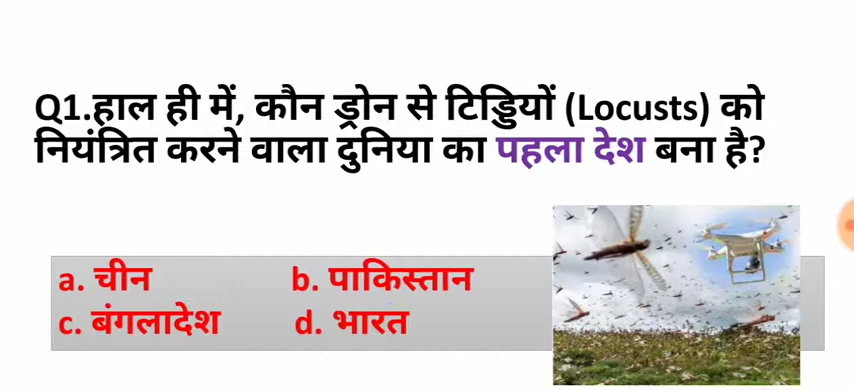 Q1.हाल ही में, कौन ड्रोन से टिड्डियों (Locusts) को
नियंत्रित करने वाला दुनिया का पहला देश बना है?
a. चीन b. पाकिस्तान
c. बंगलादेश d. भारत